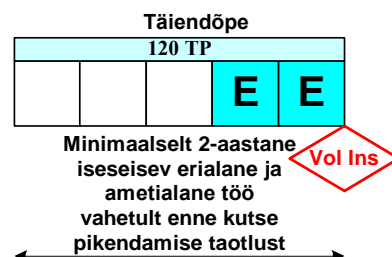 Täiendõpe
120 TP
E E
Minimaalselt 2-aastane
iseseisev erialane ja
ametialane töö
vahetult enne kutse
pikendamise taotlust
Vol Ins